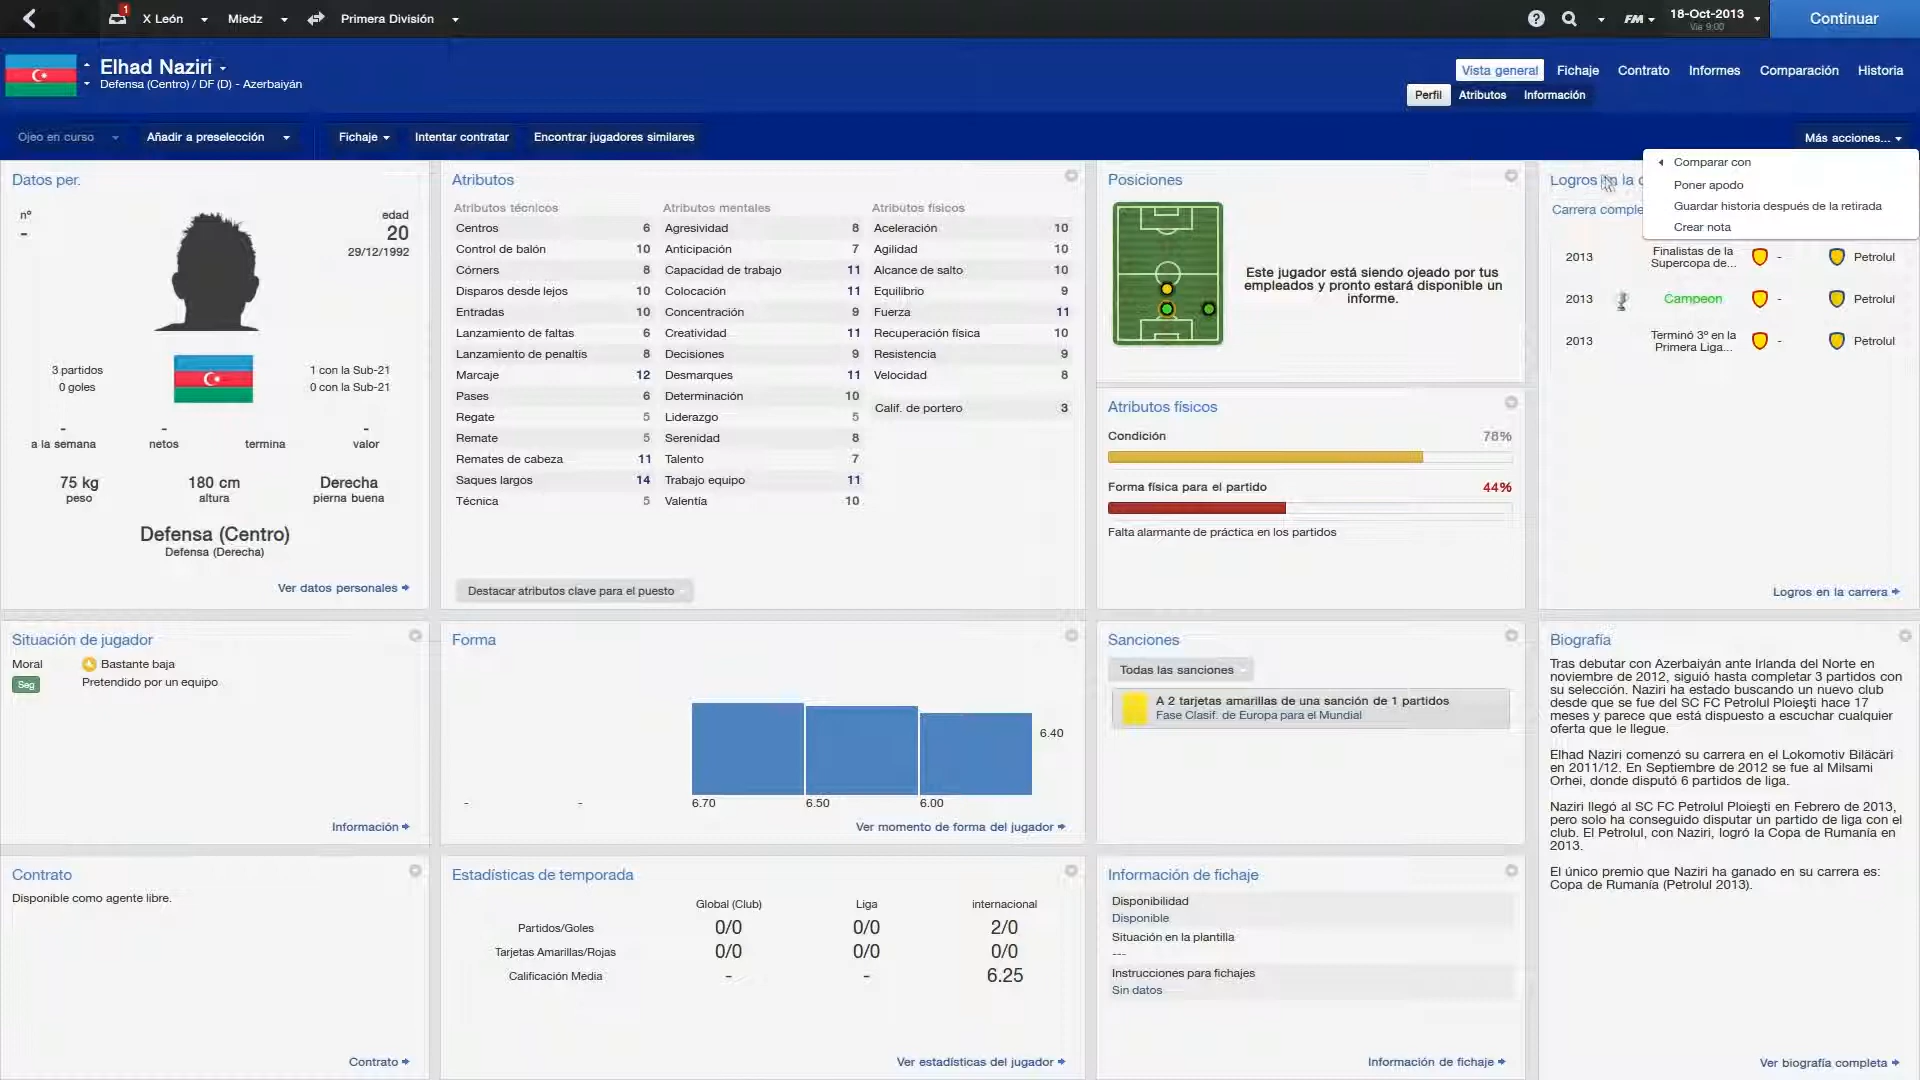 1
X León
Miedz
Primera División
FM
18-Oct-2013
Vie 9:00
Continuar
Elhad Naziri
Defensa (Centro) / DF (D) - Azerbaiyán
Vista general
Fichaje
Contrato
Informes
Comparación
Historia
Perfil
Atributos
Información
Ojeo en curso
Añadir a preselección
Fichaje
Intentar contratar
Encontrar jugadores similares
Más acciones...
Comparar con
Poner apodo
Guardar historia después de la retirada
Crear nota
Datos per.
nº
-
edad
20
29/12/1992
3 partidos
0 goles
1 con la Sub-21
0 con la Sub-21
-
a la semana
-
netos
termina
-
valor
75 kg
peso
180 cm
altura
Derecha
pierna buena
Defensa (Centro)
Defensa (Derecha)
Ver datos personales
Atributos
Atributos técnicos
Centros 6
Control de balón 10
Córners 8
Disparos desde lejos 10
Entradas 10
Lanzamiento de faltas 6
Lanzamiento de penaltis 8
Marcaje 12
Pases 6
Regate 5
Remate 5
Remates de cabeza 11
Saques largos 14
Técnica 5
Atributos mentales
Agresividad 8
Anticipación 7
Capacidad de trabajo 11
Colocación 11
Concentración 9
Creatividad 11
Decisiones 9
Desmarques 11
Determinación 10
Liderazgo 5
Serenidad 8
Talento 7
Trabajo equipo 11
Valentía 10
Atributos físicos
Aceleración 10
Agilidad 10
Alcance de salto 10
Equilibrio 9
Fuerza 11
Recuperación física 10
Resistencia 9
Velocidad 8
Calif. de portero 3
Destacar atributos clave para el puesto
Posiciones
Este jugador está siendo ojeado por tus
empleados y pronto estará disponible un
informe.
Atributos físicos
Condición 78%
Forma física para el partido 44%
Falta alarmante de práctica en los partidos
Logros en la c
Carrera comple
2013 Finalistas de la
Supercopa de... - Petrolul
2013 Campeon - Petrolul
2013 Terminó 3º en la
Primera Liga... - Petrolul
Logros en la carrera
Situación de jugador
Moral Bastante baja
Seg Pretendido por un equipo
Información
Forma
6.40
- - 6.70 6.50 6.00
Ver momento de forma del jugador
Sanciones
Todas las sanciones
A 2 tarjetas amarillas de una sanción de 1 partidos
Fase Clasif. de Europa para el Mundial
Biografía
Tras debutar con Azerbaiyán ante Irlanda del Norte en
noviembre de 2012, siguió hasta completar 3 partidos con
su selección. Naziri ha estado buscando un nuevo club
desde que se fue del SC FC Petrolul Ploieşti hace 17
meses y parece que está dispuesto a escuchar cualquier
oferta que le llegue.
Elhad Naziri comenzó su carrera en el Lokomotiv Biläcäri
en 2011/12. En Septiembre de 2012 se fue al Milsami
Orhei, donde disputó 6 partidos de liga.
Naziri llegó al SC FC Petrolul Ploieşti en Febrero de 2013,
pero solo ha conseguido disputar un partido de liga con el
club. El Petrolul, con Naziri, logró la Copa de Rumanía en
2013.
El único premio que Naziri ha ganado en su carrera es:
Copa de Rumanía (Petrolul 2013).
Ver biografía completa
Contrato
Disponible como agente libre.
Contrato
Estadísticas de temporada
Global (Club) Liga internacional
Partidos/Goles 0/0 0/0 2/0
Tarjetas Amarillas/Rojas 0/0 0/0 0/0
Calificación Media - - 6.25
Ver estadísticas del jugador
Información de fichaje
Disponibilidad
Disponible
Situación en la plantilla
---
Instrucciones para fichajes
Sin datos
Información de fichaje